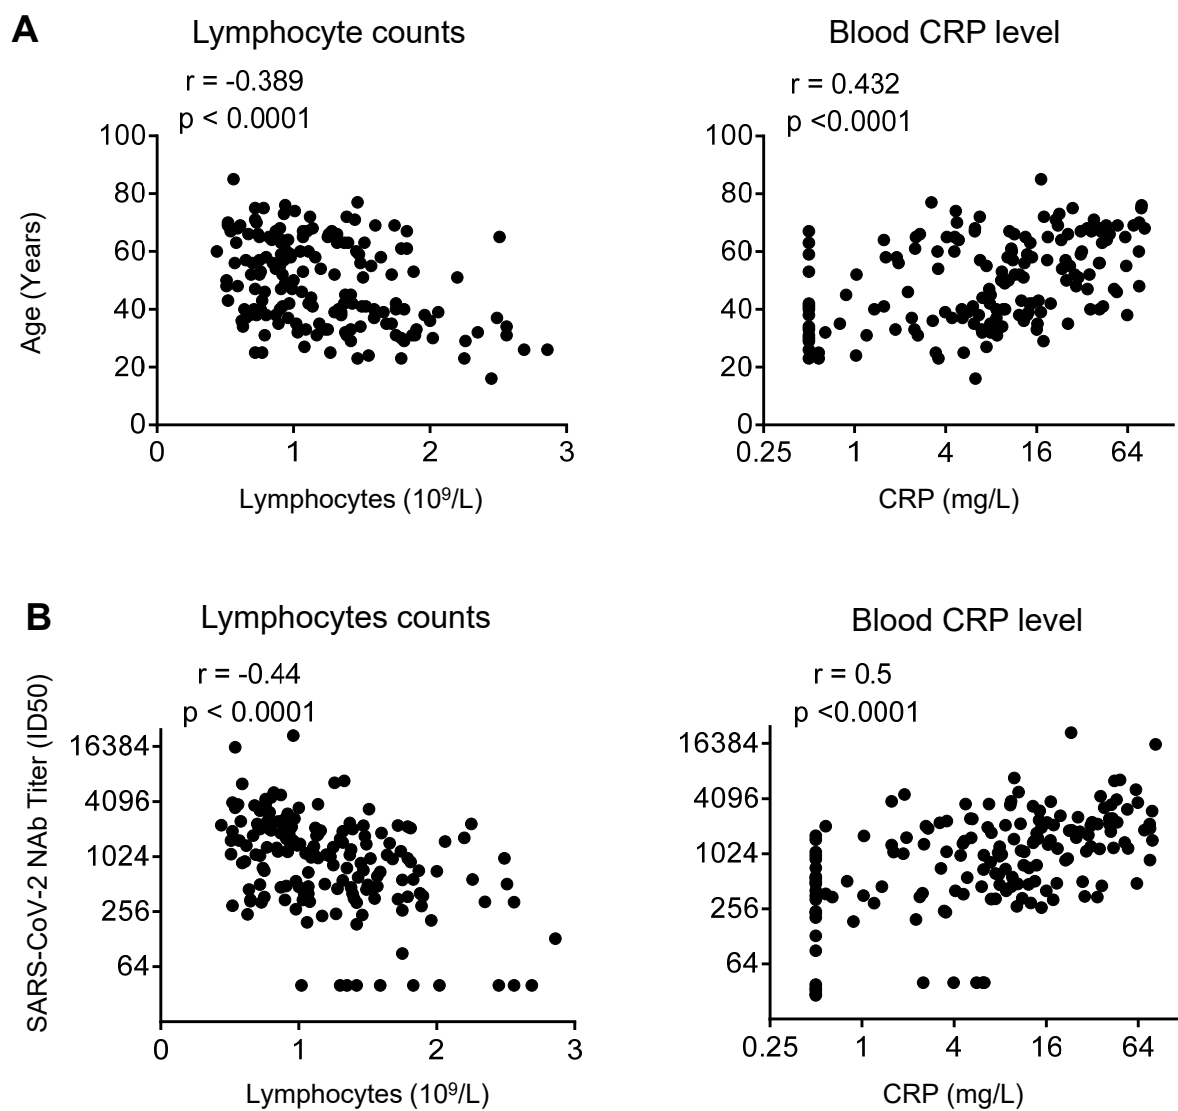 A
Lymphocyte counts
r = -0.389
p < 0.0001
100
80
60
40
20
0
0
1
2
3
Age (Years)
Lymphocytes (10⁹/L)
Blood CRP level
r = 0.432
p <0.0001
100
80
60
40
20
0
0.25
1
4
16
64
CRP (mg/L)
B
Lymphocytes counts
r = -0.44
p < 0.0001
16384
4096
1024
256
64
0
1
2
3
SARS-CoV-2 NAb Titer (ID50)
Lymphocytes (10⁹/L)
Blood CRP level
r = 0.5
p <0.0001
16384
4096
1024
256
64
0.25
1
4
16
64
CRP (mg/L)